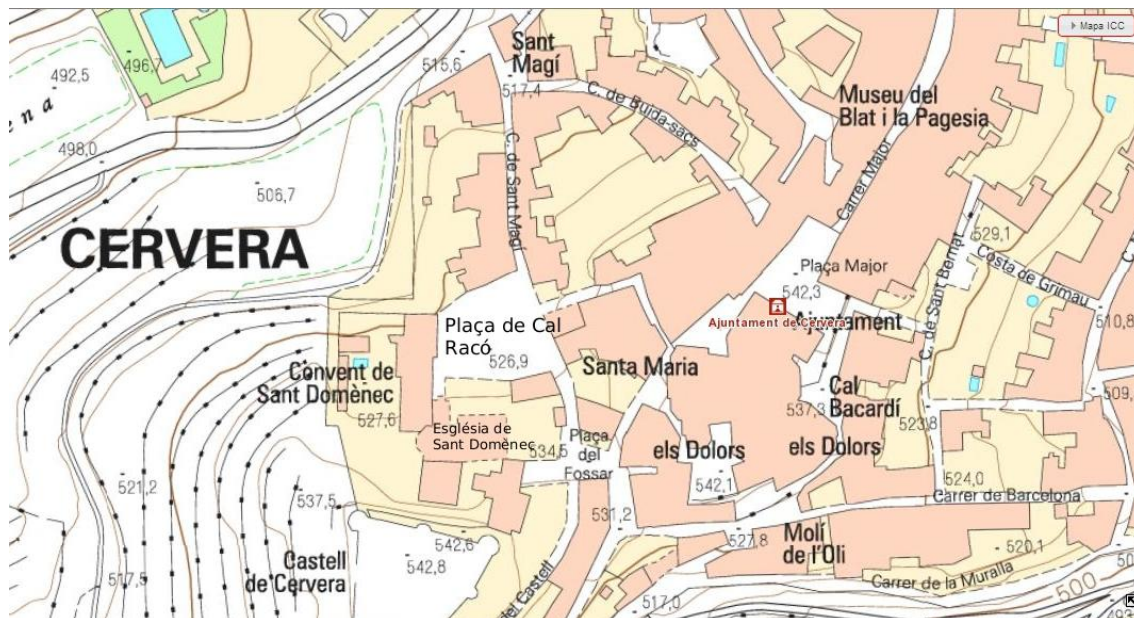 Mapa ICC
Sant
Magí
492,5
496,7
515,6
517,4
C. de Buida-sacs
Museu del
Blat i la Pagesia
ena
498,0
506,7
C. de Sant Magí
Carrer Major
CERVERA
529,1
Costa de Grimau
Plaça Major
542,3
C. de Sant Bernat
Ajuntament de Cervera
Ajuntament
510,8
Plaça de Cal
Racó
526,9
Santa Maria
Convent de
Sant Domènec
527,6
Cal
Bacardí
537,3
523,8
509,
Església de
Sant Domènec
534,5
Plaça
del
Fossar
els Dolors
els Dolors
521,2
537,5
542,1
524,0
Carrer de Barcelona
531,2
527,8
Molí
de l'Oli
520,1
542,6
542,8
Castell
de Cervera
517,5
del Castell
517,0
Carrer de la Muralla
500